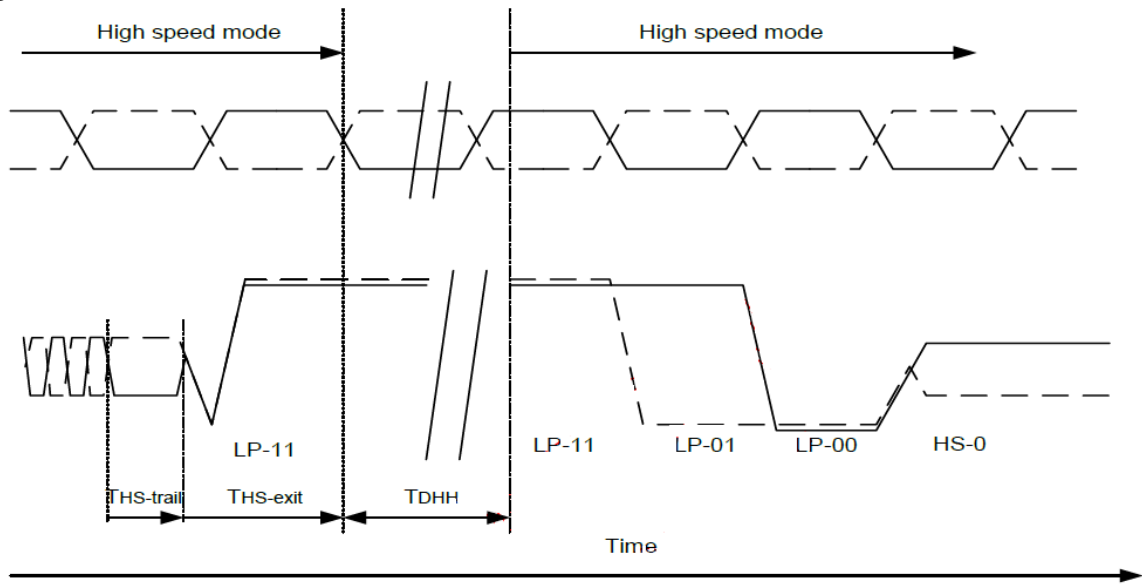 High speed mode
High speed mode
LP-11
LP-11
LP-01
LP-00
HS-0
THS-trail
THS-exit
TDHH
Time